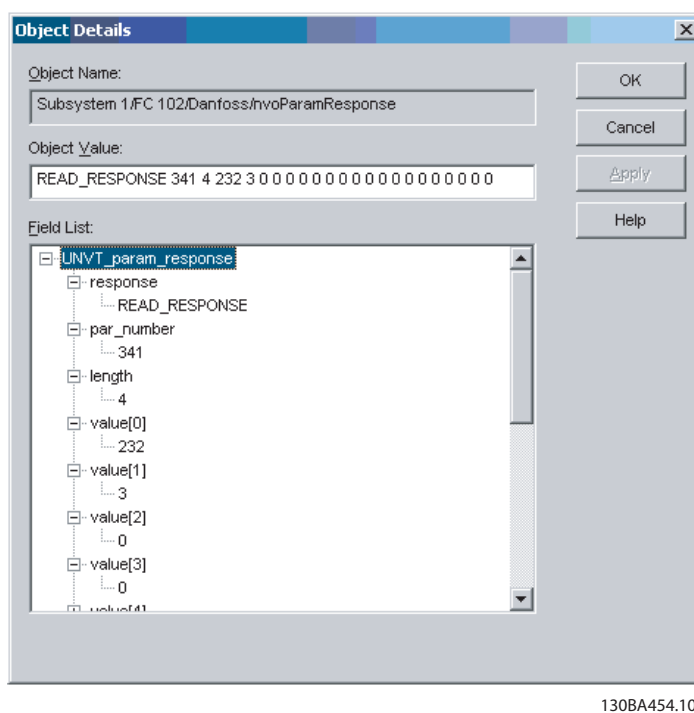 Object Details
Object Name:
Subsystem 1/FC 102/Danfoss/nvoParamResponse
Object Value:
READ_RESPONSE 341 4 232 3 0 0 0 0 0 0 0 0 0 0 0 0 0 0 0 0 0 0 0
Field List:
UNVT_param_response
response
READ_RESPONSE
par_number
341
length
4
value[0]
232
value[1]
3
value[2]
0
value[3]
0
value[4]
OK
Cancel
Apply
Help
130BA454.10